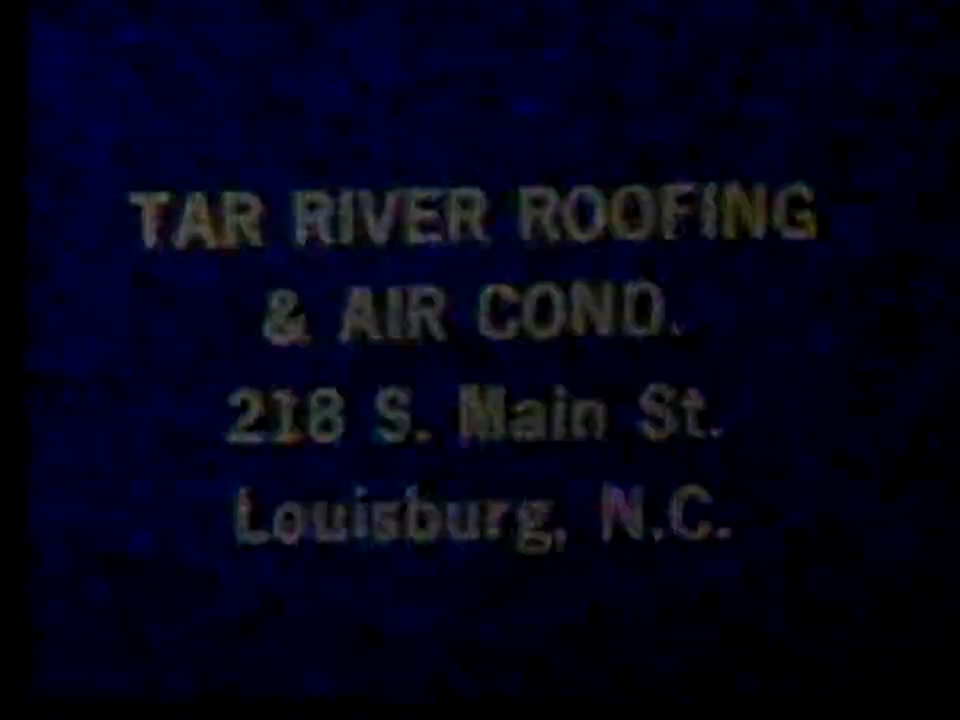 TAR RIVER ROOFING
& AIR COND.
218 S. Main St.
Louisburg, N.C.